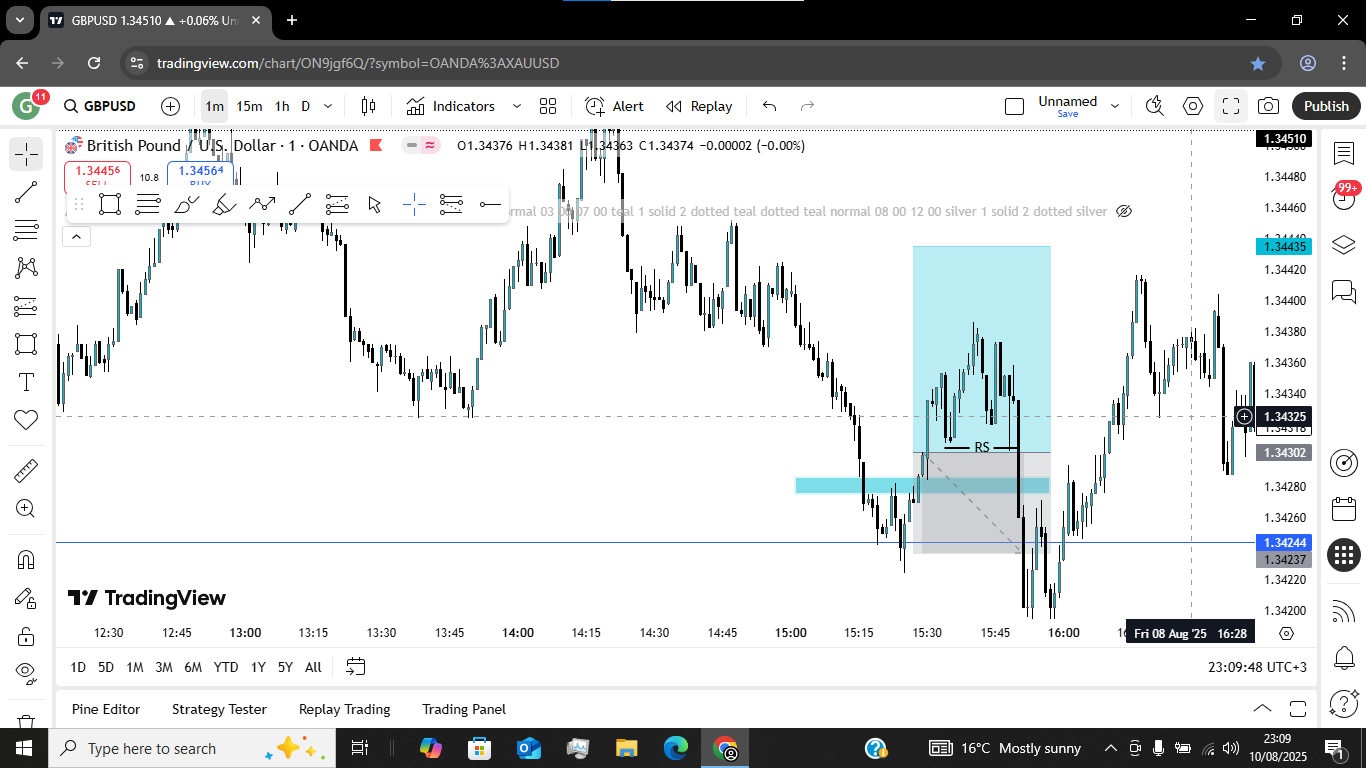 GBPUSD 1.34510 ▲ +0.06% Un
tradingview.com/chart/ON9jgf6Q/?symbol=OANDA%3AXAUUSD
G 11 GBPUSD 1m 15m 1h D Indicators Alert Replay Unnamed Save Publish
British Pound / U.S. Dollar · 1 · OANDA O1.34376 H1.34381 L1.34363 C1.34374 −0.00002 (−0.00%)
1.34456 10.8 1.34564
SELL BUY
normal 03 00 07 00 teal 1 solid 2 dotted teal dotted teal normal 08 00 12 00 silver 1 solid 2 dotted silver
1.34510
1.34480
1.34460
1.34440
1.34435
1.34420
1.34400
1.34380
1.34360
1.34340
1.34325
1.34318
1.34302
1.34280
1.34260
1.34244
1.34237
1.34220
1.34200
99+
RS
TradingView
12:30 12:45 13:00 13:15 13:30 13:45 14:00 14:15 14:30 14:45 15:00 15:15 15:30 15:45 16:00 Fri 08 Aug '25 16:28
1D 5D 1M 3M 6M YTD 1Y 5Y All 23:09:48 UTC+3
Pine Editor Strategy Tester Replay Trading Trading Panel
Type here to search 16°C Mostly sunny 23:09
10/08/2025 1